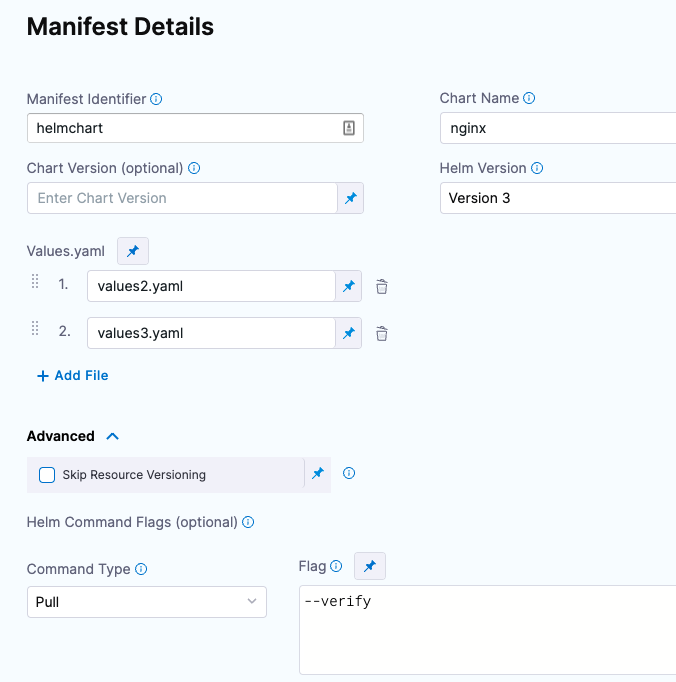 Manifest Details
Manifest Identifier
Chart Name
helmchart
nginx
Chart Version (optional)
Helm Version
Enter Chart Version
Version 3
Values.yaml
1. values2.yaml
2. values3.yaml
+ Add File
Advanced
Skip Resource Versioning
Helm Command Flags (optional)
Command Type
Flag
Pull
--verify